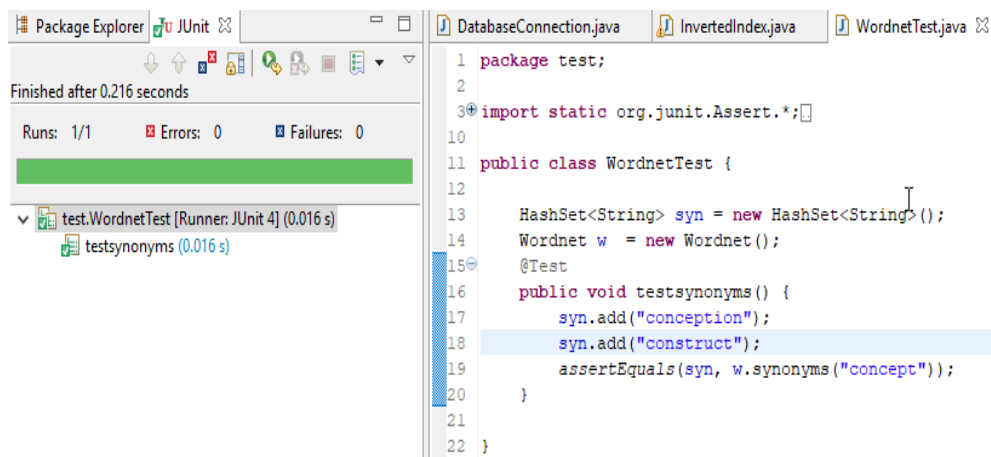 Package Explorer JUnit
Finished after 0.216 seconds
Runs: 1/1 Errors: 0 Failures: 0
test.WordnetTest [Runner: JUnit 4] (0.016 s)
testsynonyms (0.016 s)
DatabaseConnection.java InvertedIndex.java WordnetTest.java
1 package test;
2
3 import static org.junit.Assert.*;
10
11 public class WordnetTest {
12
13 HashSet<String> syn = new HashSet<String>();
14 Wordnet w = new Wordnet();
15 @Test
16 public void testsynonyms() {
17 syn.add("conception");
18 syn.add("construct");
19 assertEquals(syn, w.synonyms("concept"));
20 }
21
22 }